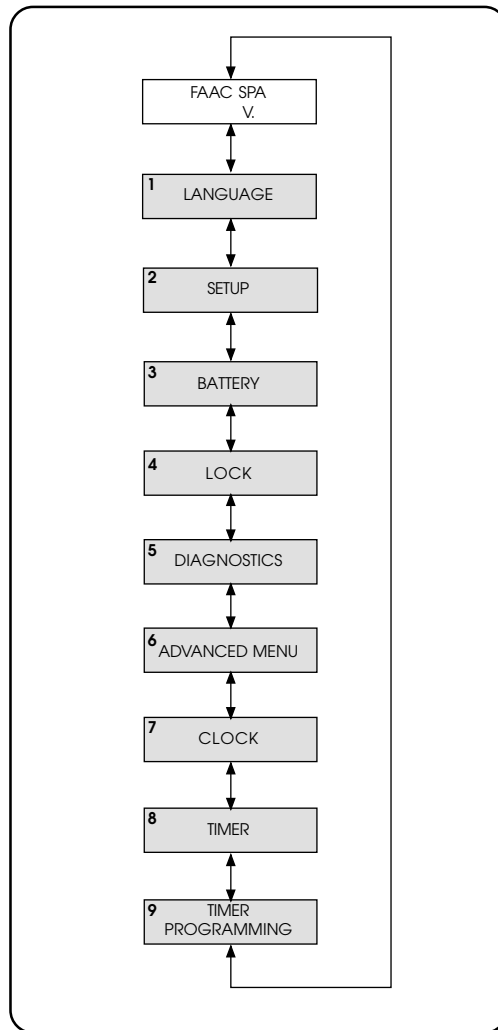 FAAC SPA
V.
1
LANGUAGE
2
SETUP
3
BATTERY
4
LOCK
5
DIAGNOSTICS
6
ADVANCED MENU
7
CLOCK
8
TIMER
9 TIMER
PROGRAMMING